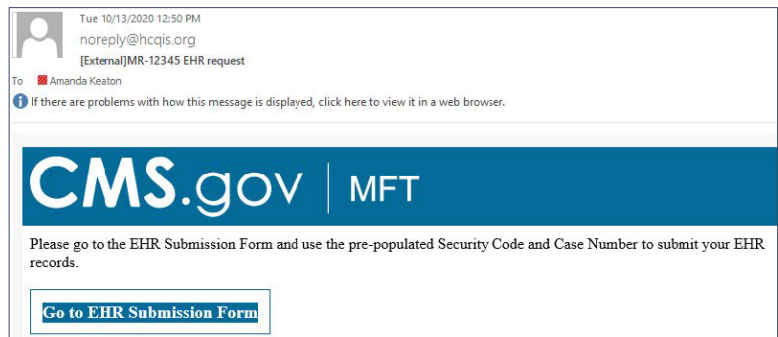 Tue 10/13/2020 12:50 PM
noreply@hcqis.org
[External]MR-12345 EHR request
To Amanda Keaton
If there are problems with how this message is displayed, click here to view it in a web browser.
CMS.gov | MFT
Please go to the EHR Submission Form and use the pre-populated Security Code and Case Number to submit your EHR
records.
Go to EHR Submission Form